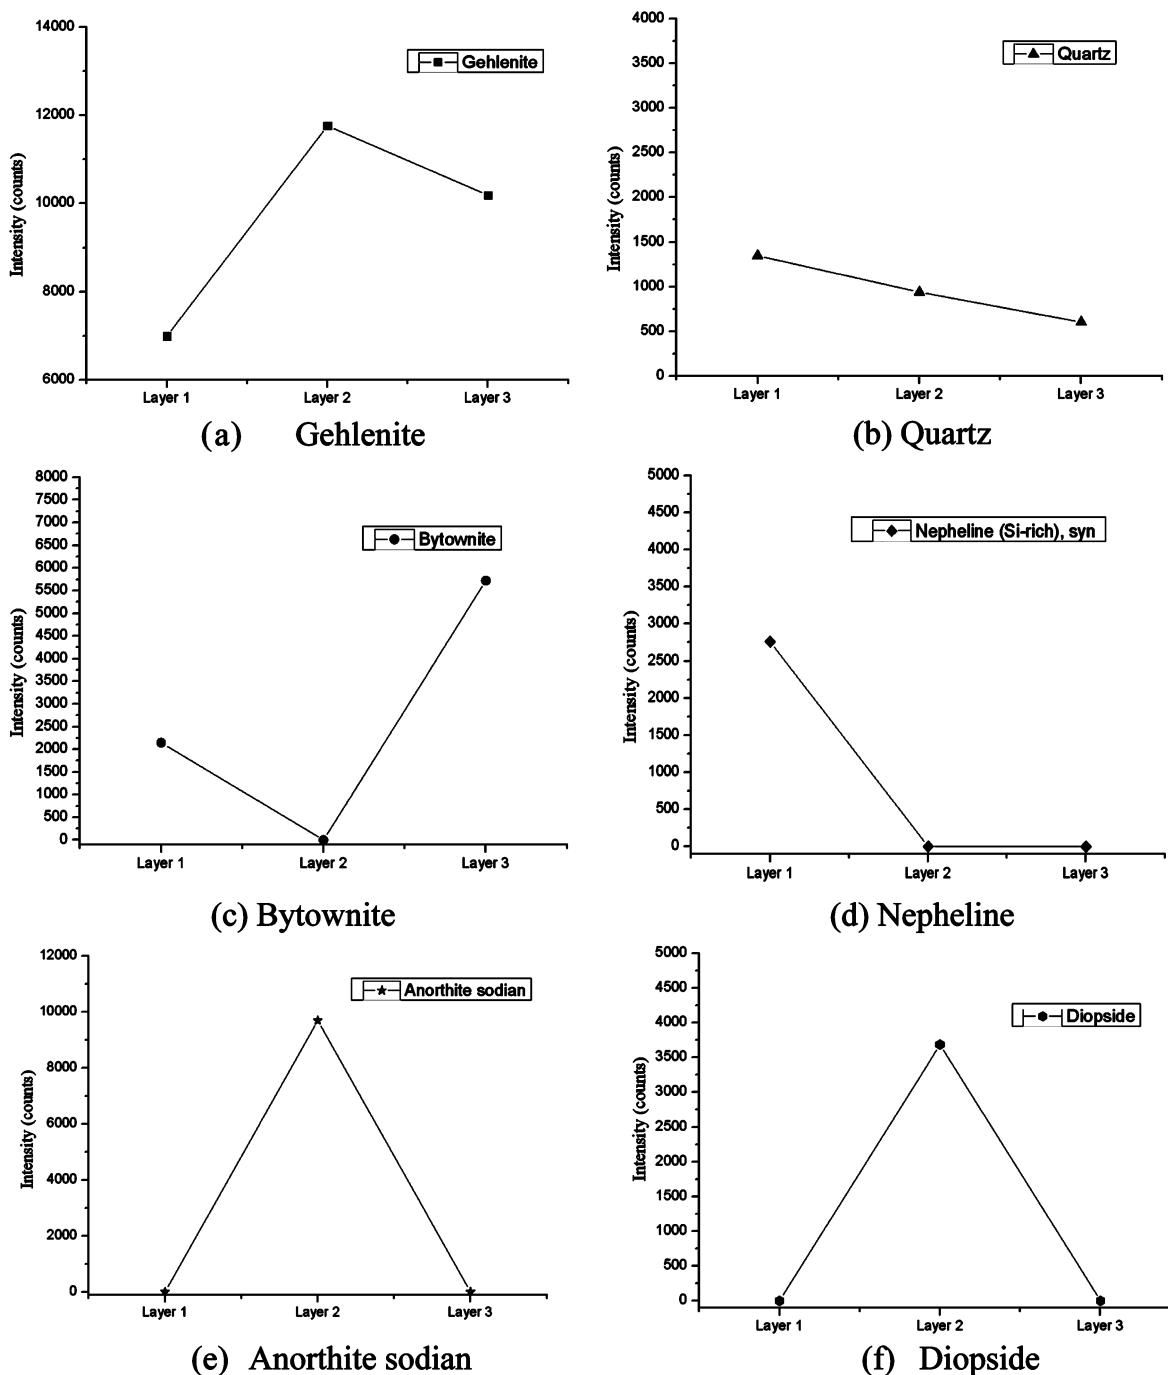 14000
12000
10000
8000
6000
Intensity (counts)
Gehlenite
Layer 1 Layer 2 Layer 3
(a) Gehlenite
4000
3500
3000
2500
2000
1500
1000
500
0
Intensity (counts)
Quartz
Layer 1 Layer 2 Layer 3
(b) Quartz
8000
7500
7000
6500
6000
5500
5000
4500
4000
3500
3000
2500
2000
1500
1000
500
0
Intensity (counts)
Bytownite
Layer 1 Layer 2 Layer 3
(c) Bytownite
5000
4500
4000
3500
3000
2500
2000
1500
1000
500
0
Intensity (counts)
Nepheline (Si-rich), syn
Layer 1 Layer 2 Layer 3
(d) Nepheline
12000
10000
8000
6000
4000
2000
0
Intensity (counts)
Anorthite sodian
Layer 1 Layer 2 Layer 3
(e) Anorthite sodian
5000
4500
4000
3500
3000
2500
2000
1500
1000
500
0
Intensity (counts)
Diopside
Layer 1 Layer 2 Layer 3
(f) Diopside